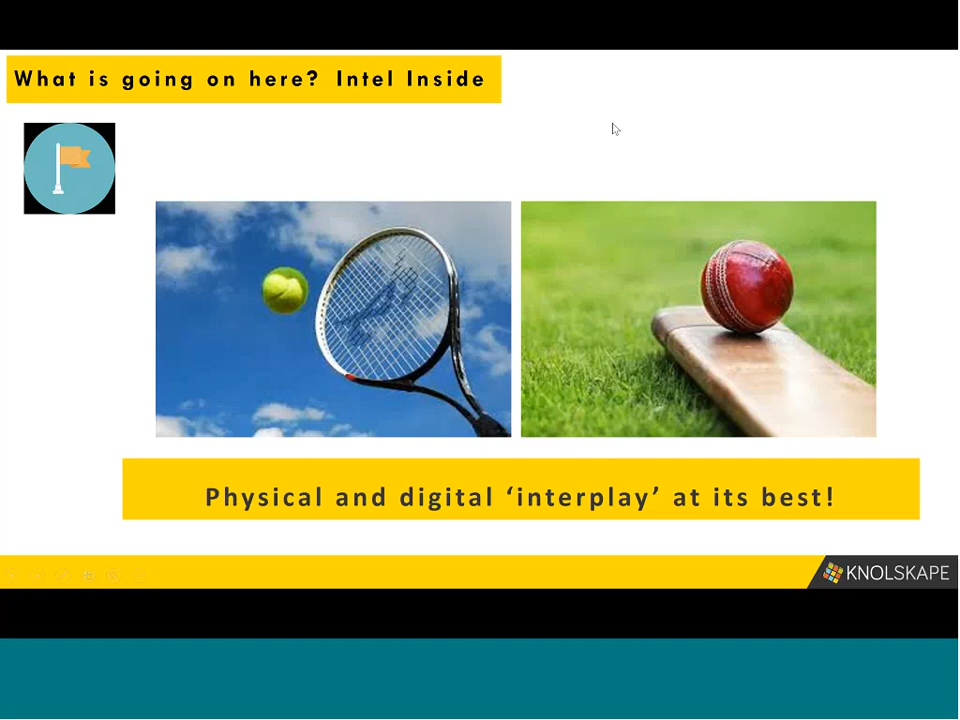 What is going on here? Intel Inside
Physical and digital ‘interplay’ at its best!
KNOLSKAPE